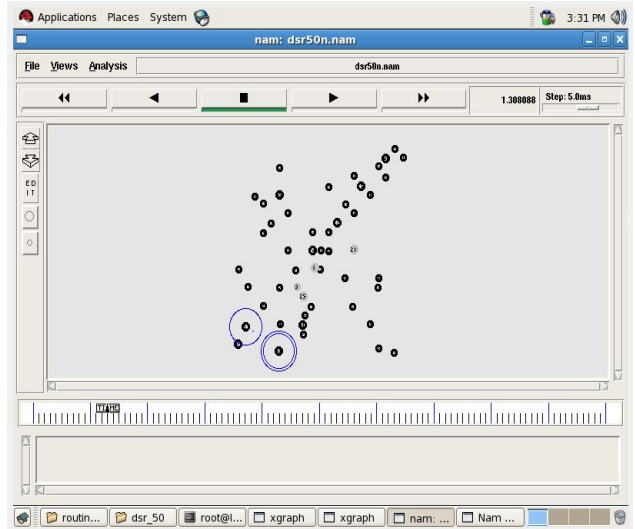 Applications Places System 3:31 PM
nam: dsr50n.nam
File Views Analysis dsr50n.nam
1.308088 Step: 5.0ms
ED
IT
TIME
routin... dsr_50 root@l... xgraph xgraph nam: ... Nam ...